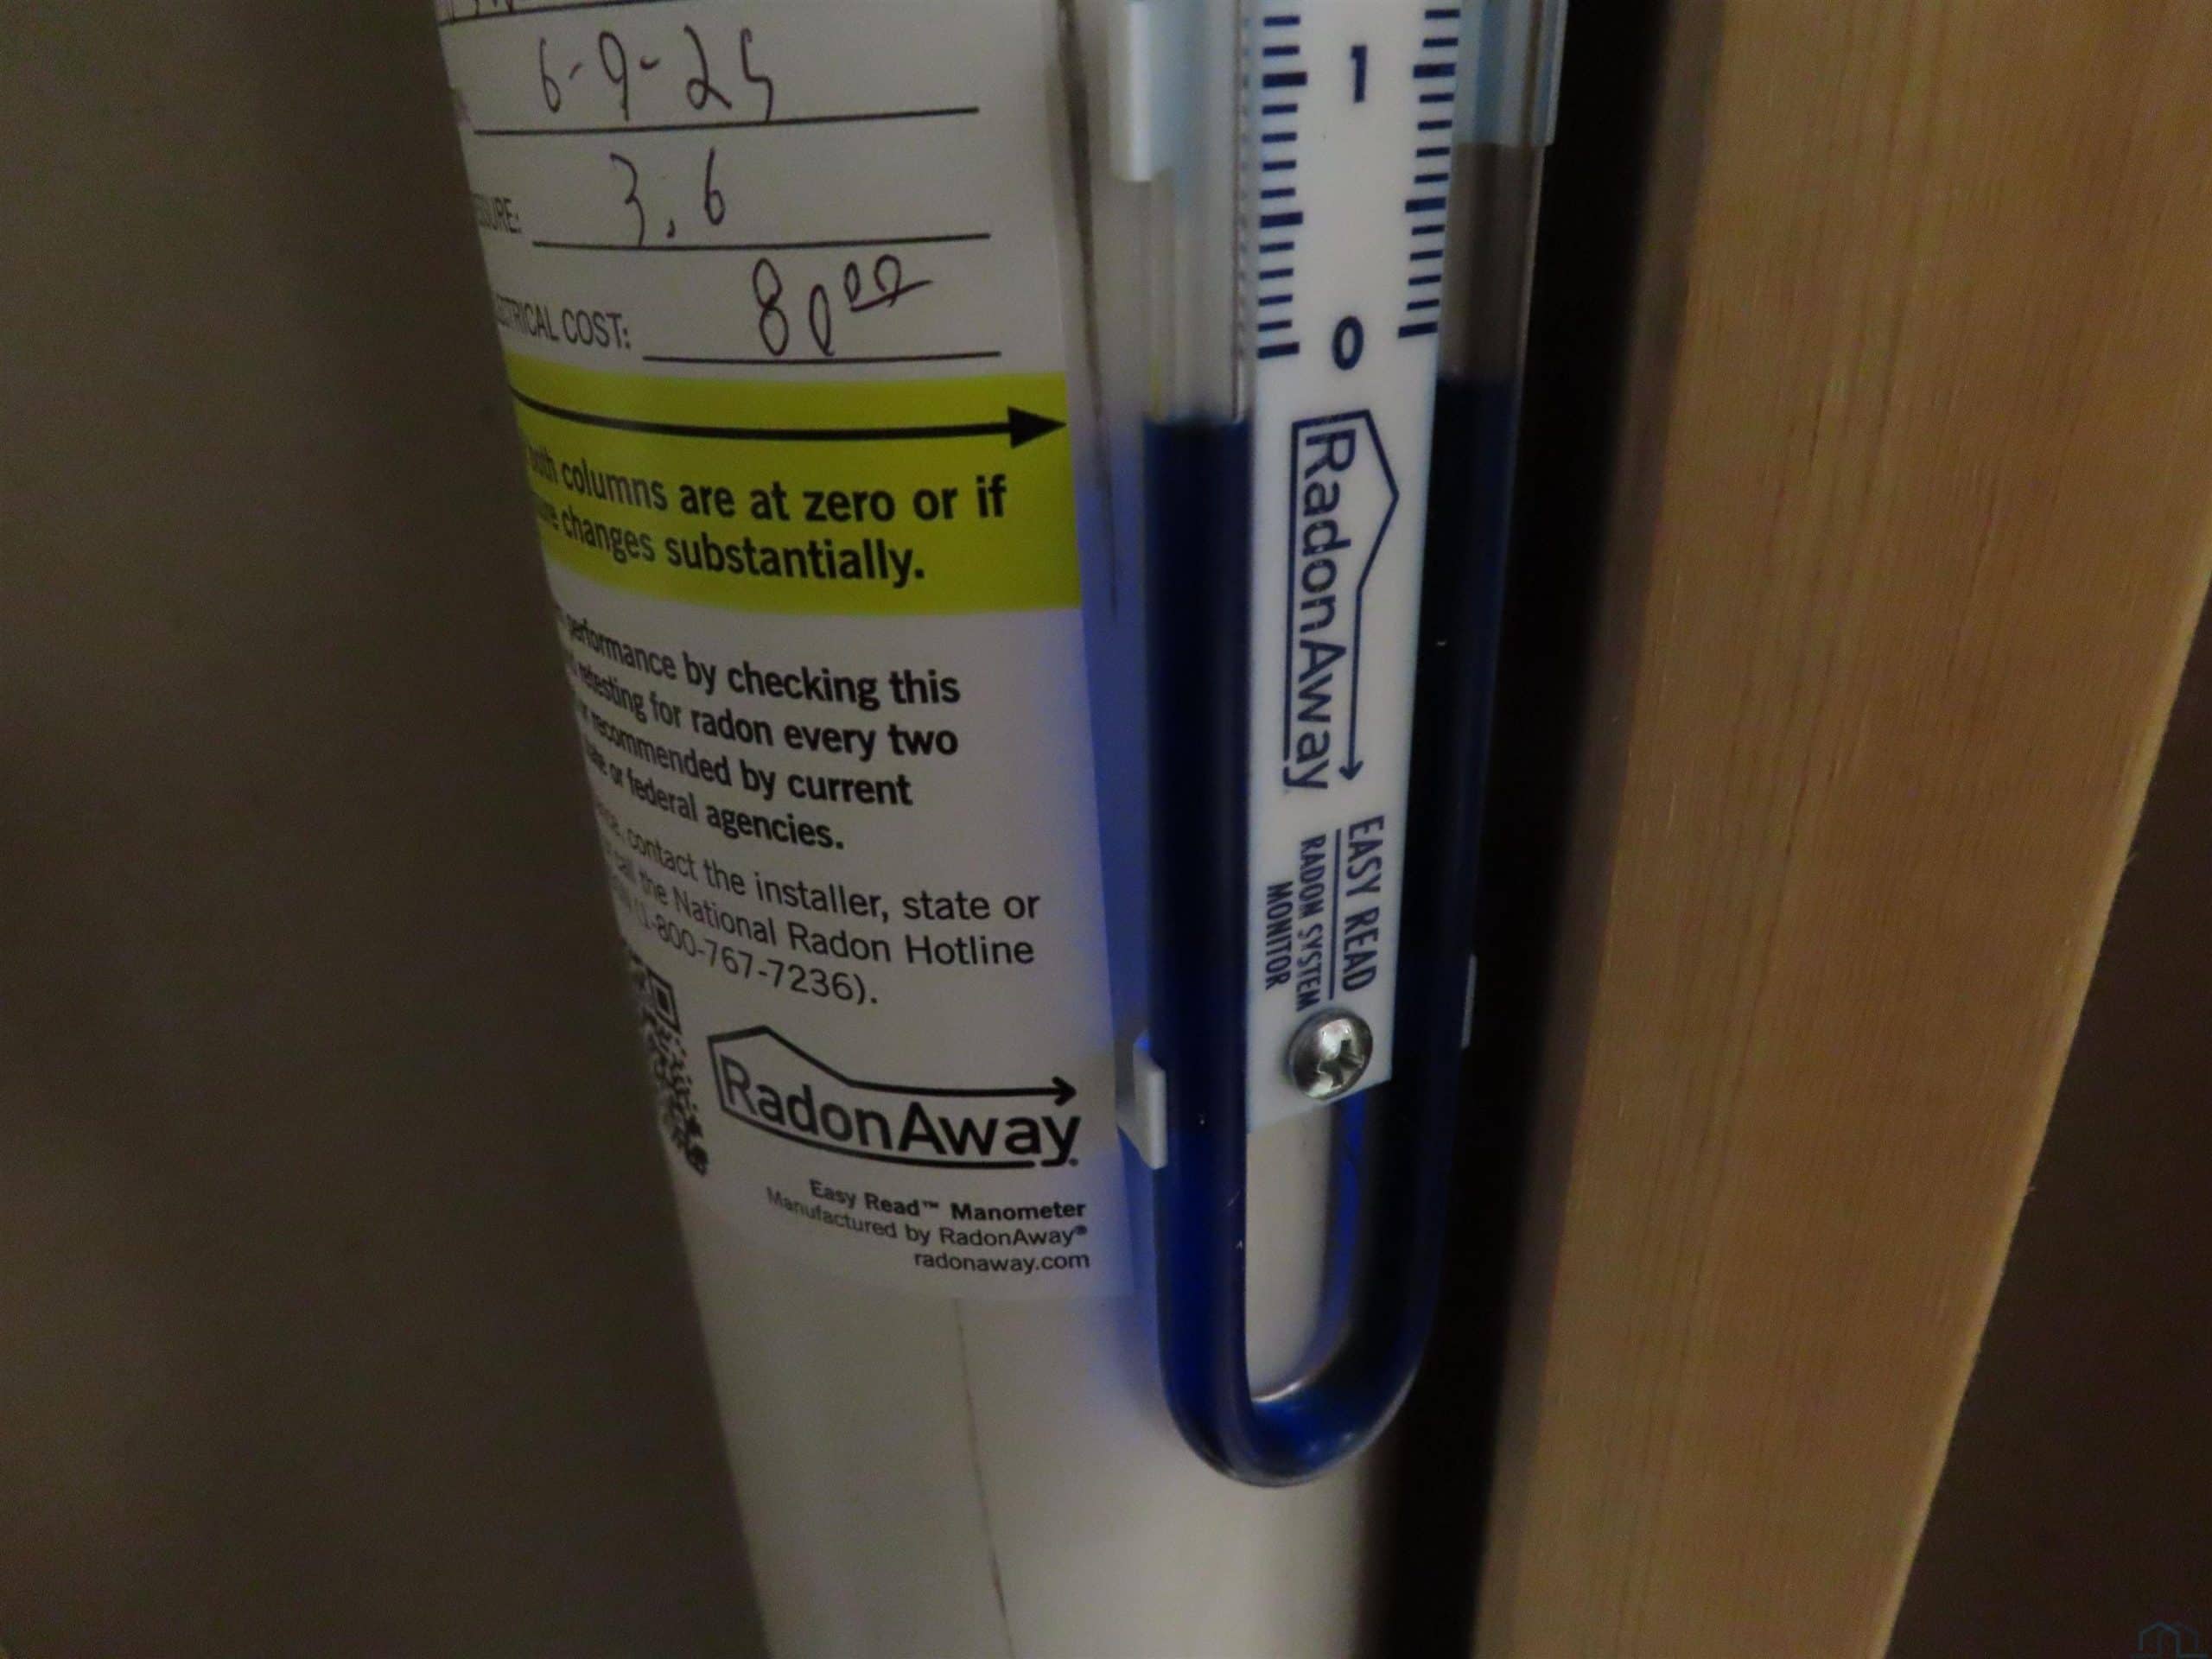 6-9-25
3.6
COST: 80 00
columns are at zero or if
changes substantially.
performance by checking this
retesting for radon every two
recommended by current
or federal agencies.
contact the installer, state or
call the National Radon Hotline
(1-800-767-7236).
RadonAway
Easy Read™ Manometer
Manufactured by RadonAway®
radonaway.com
1
0
RadonAway
EASY READ
RADON SYSTEM
MONITOR